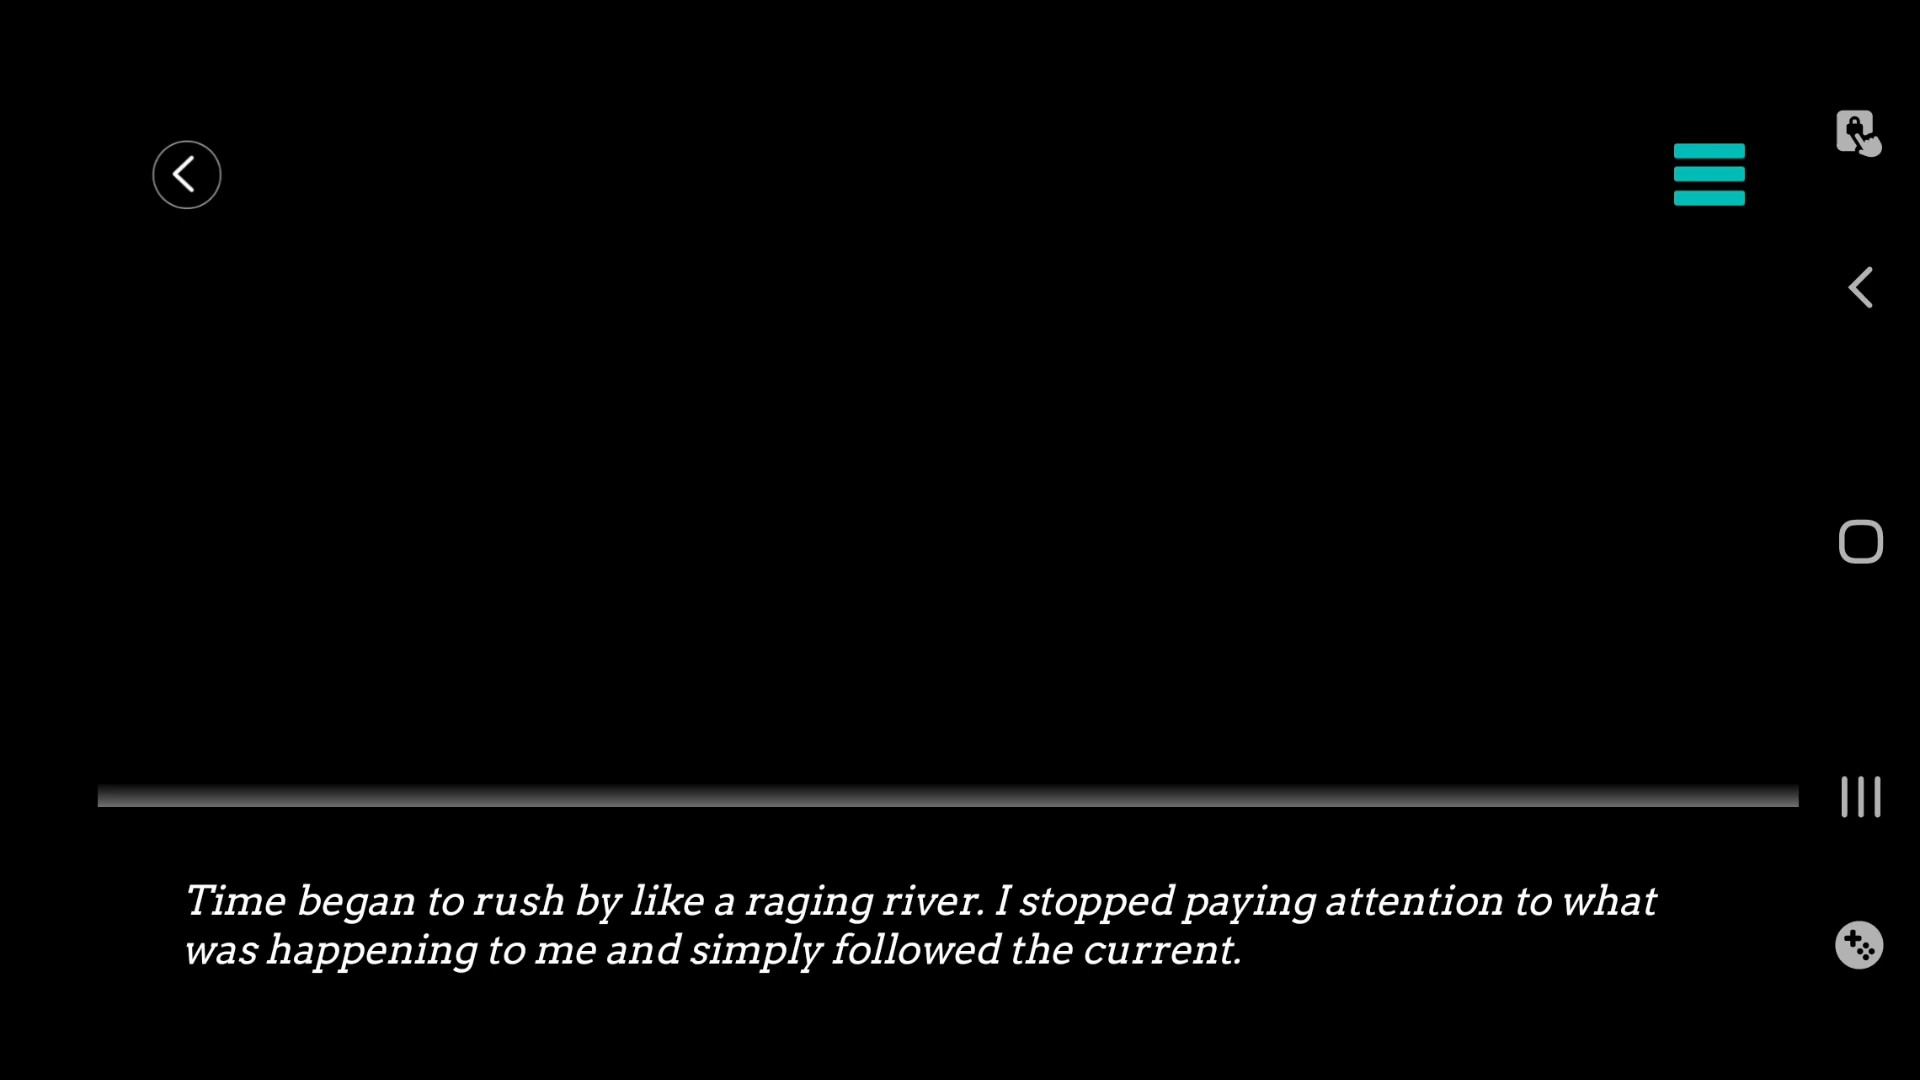 Time began to rush by like a raging river. I stopped paying attention to what
was happening to me and simply followed the current.